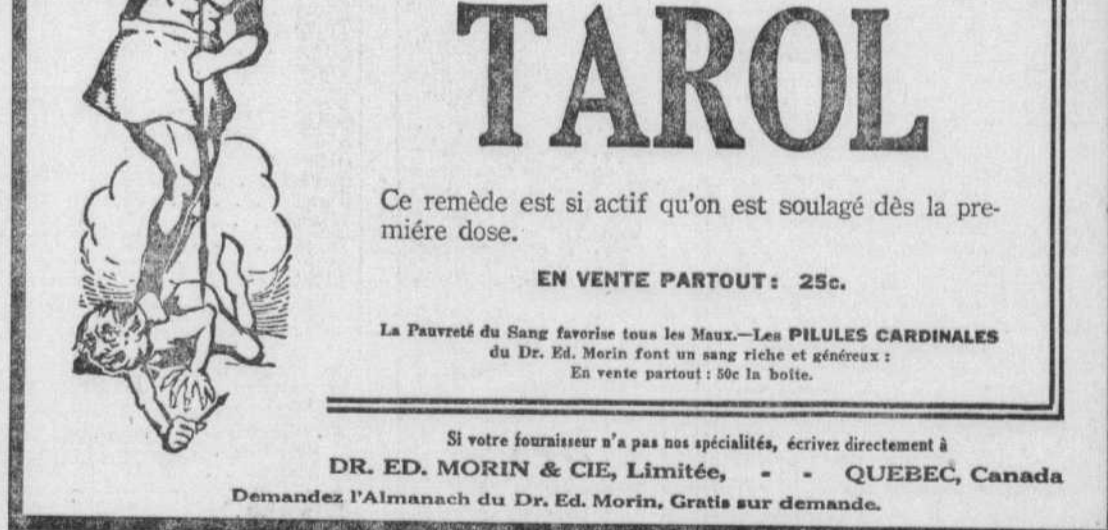 TAROL
Ce remède est si actif qu'on est soulagé dès la pre-
miére dose.
EN VENTE PARTOUT: 25c.
La Pauvreté du Sang favorise tous les Maux.—Les PILULES CARDINALES
du Dr. Ed. Morin font un sang riche et généreux :
En vente partout : 50c la boîte.
Si votre fournisseur n'a pas nos spécialités, écrivez directement à
DR. ED. MORIN & CIE, Limitée, - - QUEBEC, Canada
Demandez l'Almanach du Dr. Ed. Morin, Gratis sur demande.